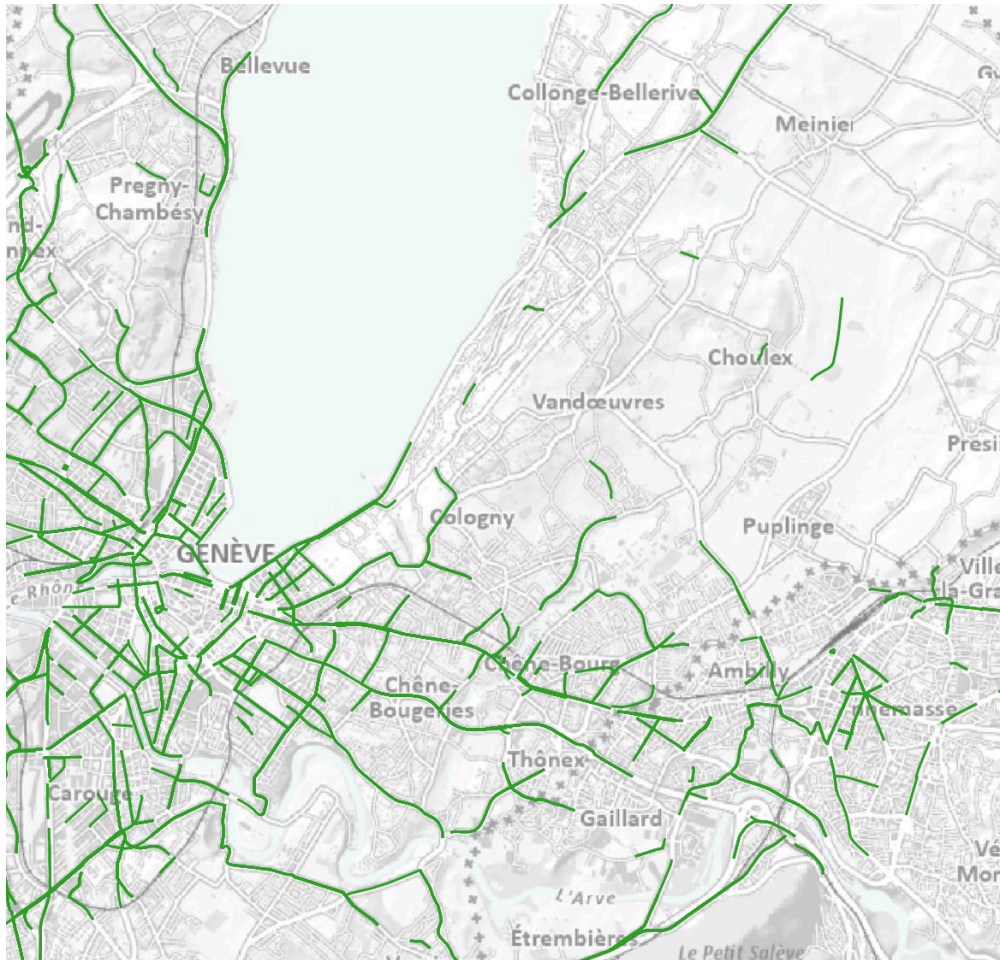 Bellevue
Collonge-Bellerive
Meinier
Pregny-
Chambésy
Choulex
Vandœuvres
Cologny
Puplinge
GENÈVE
Chêne-Bourg
Ambilly
Chêne-
Bougeries
Thônex
Carouge
Gaillard
L'Arve
Étrembières
Le Petit Salève